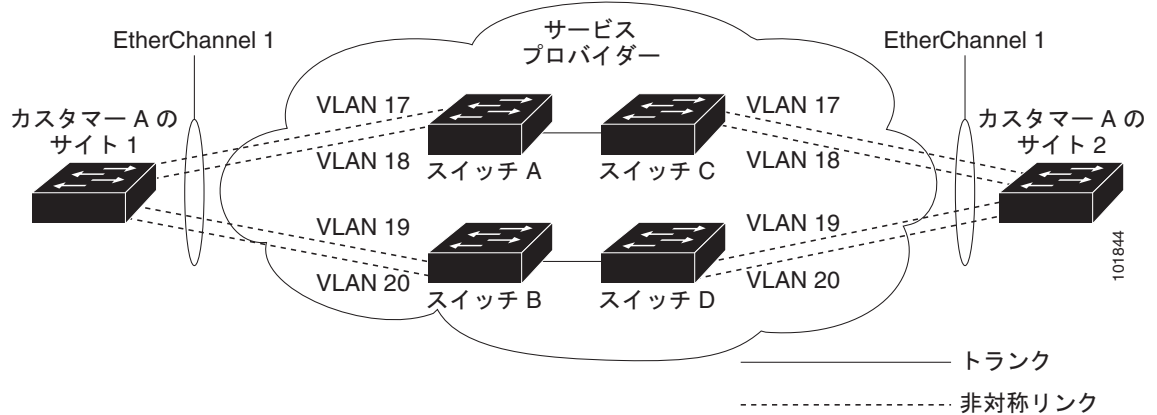 サービス
プロバイダー
EtherChannel 1
EtherChannel 1
カスタマー A の
サイト 1
カスタマー A の
サイト 2
VLAN 17
VLAN 18
スイッチ A
スイッチ C
VLAN 17
VLAN 18
VLAN 19
VLAN 20
スイッチ B
スイッチ D
VLAN 19
VLAN 20
101844
トランク
非対称リンク